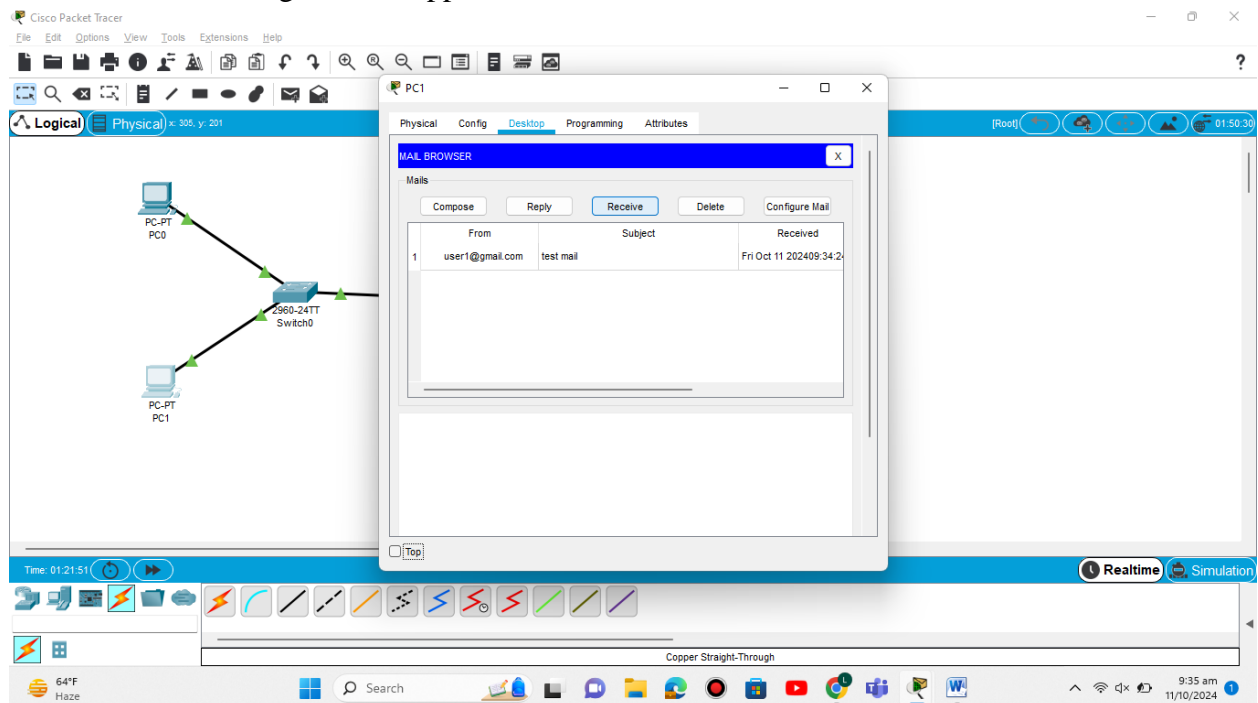 Cisco Packet Tracer
File Edit Options View Tools Extensions Help
?
PC1
Logical Physical x: 305, y: 201
[Root] 01:50:30
Physical Config Desktop Programming Attributes
MAIL BROWSER X
Mails
Compose Reply Receive Delete Configure Mail
From Subject Received
1 user1@gmail.com test mail Fri Oct 11 202409:34:24
PC-PT
PC0
2960-24TT
Switch0
PC-PT
PC1
Top
Time: 01:21:51
Realtime Simulation
Copper Straight-Through
64°F
Haze
Search
9:35 am
11/10/2024
1